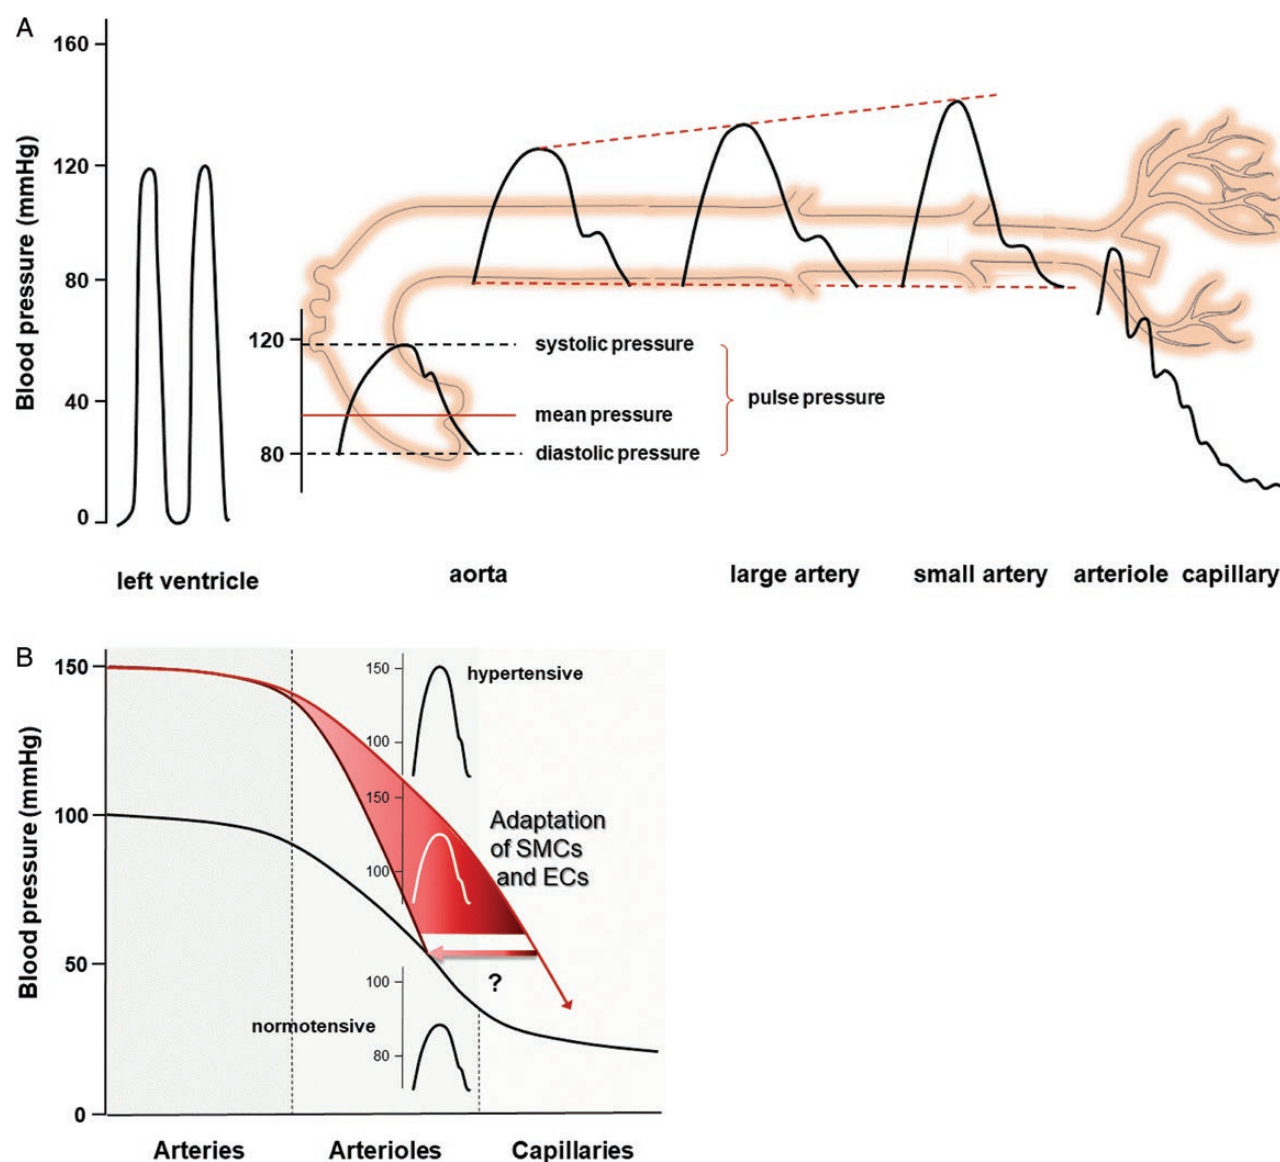 A
160
120
80
40
0
Blood pressure (mmHg)
120
80
systolic pressure
mean pressure
diastolic pressure
pulse pressure
left ventricle
aorta
large artery
small artery
arteriole
capillary
B
150
100
50
0
Blood pressure (mmHg)
150
100
hypertensive
150
100
Adaptation
of SMCs
and ECs
?
100
80
normotensive
Arteries
Arterioles
Capillaries